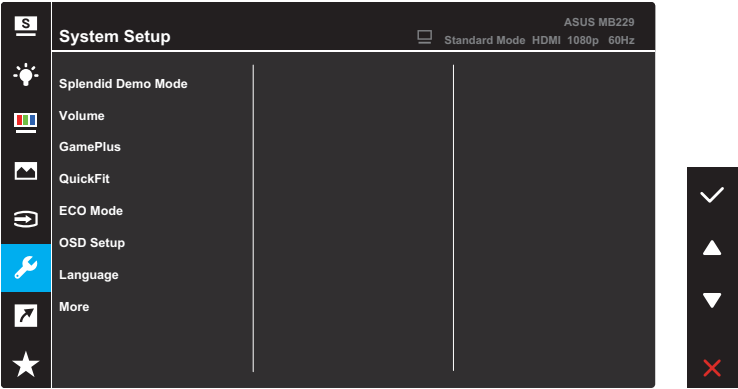 S
ASUS MB229
System Setup
Standard Mode HDMI 1080p 60Hz
Splendid Demo Mode
Volume
GamePlus
QuickFit
ECO Mode
OSD Setup
Language
More